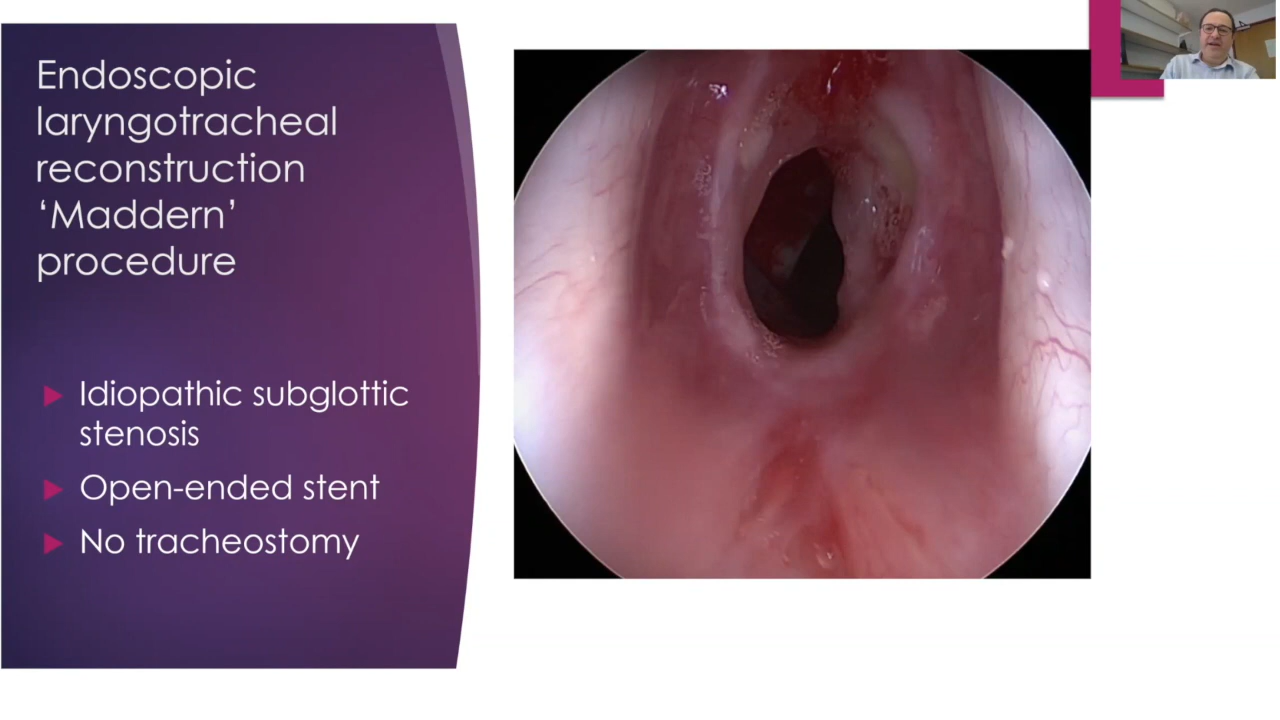 Endoscopic
laryngotracheal
reconstruction
‘Maddern’
procedure
Idiopathic subglottic
stenosis
Open-ended stent
No tracheostomy